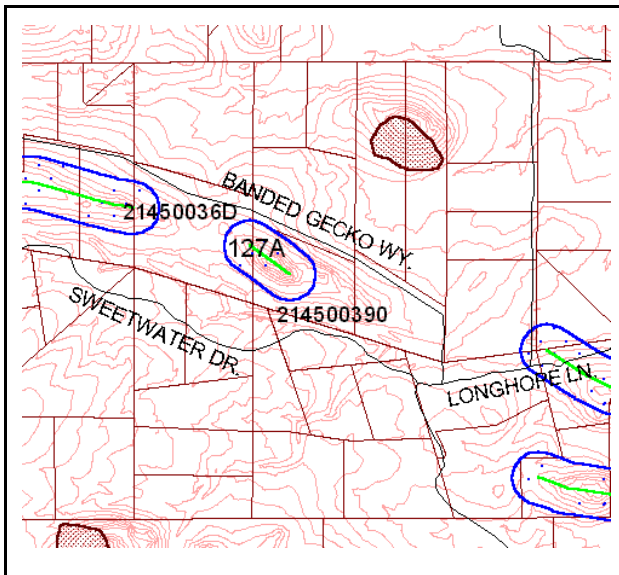 BANDED GECKO WY.
21450036D
127A
214500390
SWEETWATER DR.
LONGHOPE LN.